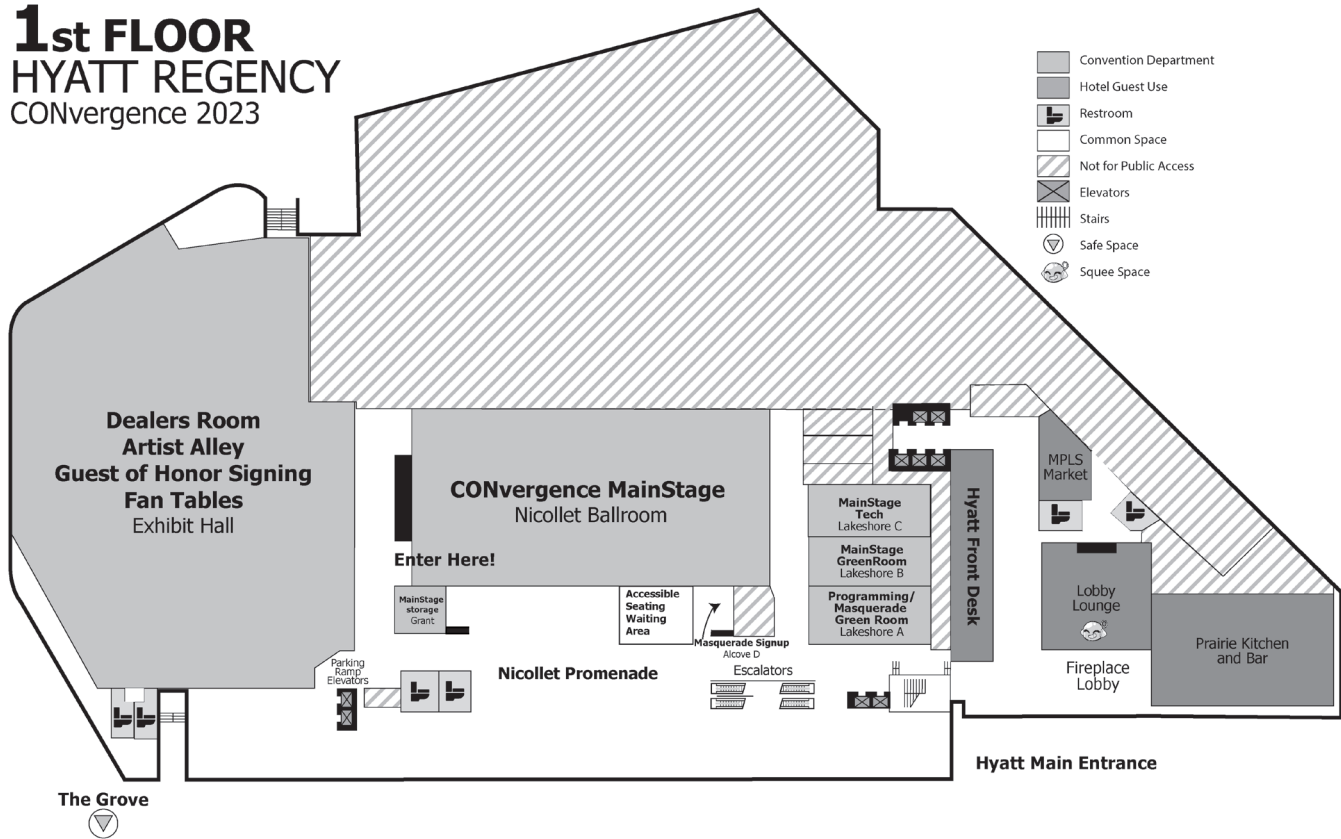 1st FLOOR
HYATT REGENCY
CONvergence 2023
Convention Department
Hotel Guest Use
Restroom
Common Space
Not for Public Access
Elevators
Stairs
Safe Space
Squee Space
Dealers Room
Artist Alley
Guest of Honor Signing
Fan Tables
Exhibit Hall
CONvergence MainStage
Nicollet Ballroom
Enter Here!
MainStage
storage
Grant
Accessible
Seating
Waiting
Area
Masquerade Signup
Alcove D
MainStage
Tech
Lakeshore C
MainStage
GreenRoom
Lakeshore B
Programming/
Masquerade
Green Room
Lakeshore A
Hyatt Front Desk
MPLS
Market
Lobby
Lounge
Prairie Kitchen
and Bar
Fireplace
Lobby
Parking
Ramp
Elevators
Nicollet Promenade
Escalators
Hyatt Main Entrance
The Grove